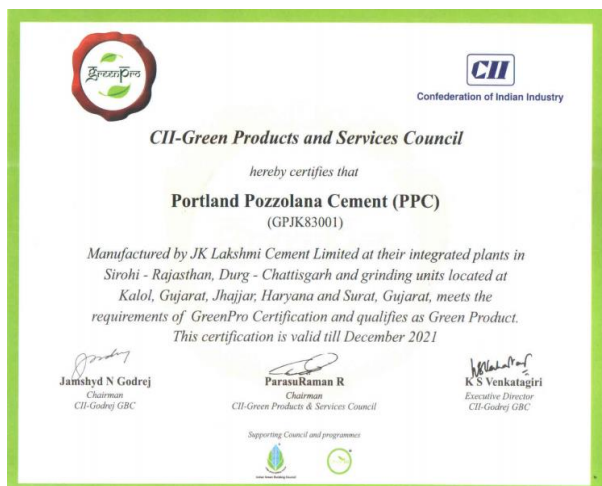 GreenPro
CII
Confederation of Indian Industry
CII-Green Products and Services Council
hereby certifies that
Portland Pozzolana Cement (PPC)
(GPJK83001)
Manufactured by JK Lakshmi Cement Limited at their integrated plants in
Sirohi - Rajasthan, Durg - Chattisgarh and grinding units located at
Kalol, Gujarat, Jhajjar, Haryana and Surat, Gujarat, meets the
requirements of GreenPro Certification and qualifies as Green Product.
This certification is valid till December 2021
Jamshyd N Godrej
Chairman
CII-Godrej GBC
ParasuRaman R
Chairman
CII-Green Products & Services Council
K S Venkatagiri
Executive Director
CII-Godrej GBC
Supporting Council and programmes
Indian Green Building Council